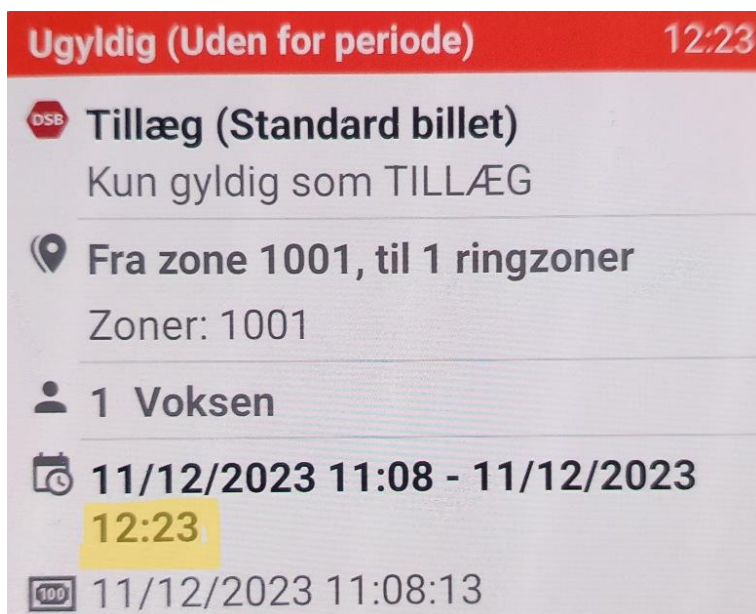 Ugyldig (Uden for periode) 12:23
DSB Tillæg (Standard billet)
Kun gyldig som TILLÆG
Fra zone 1001, til 1 ringzoner
Zoner: 1001
1 Voksen
11/12/2023 11:08 - 11/12/2023
12:23
100 11/12/2023 11:08:13